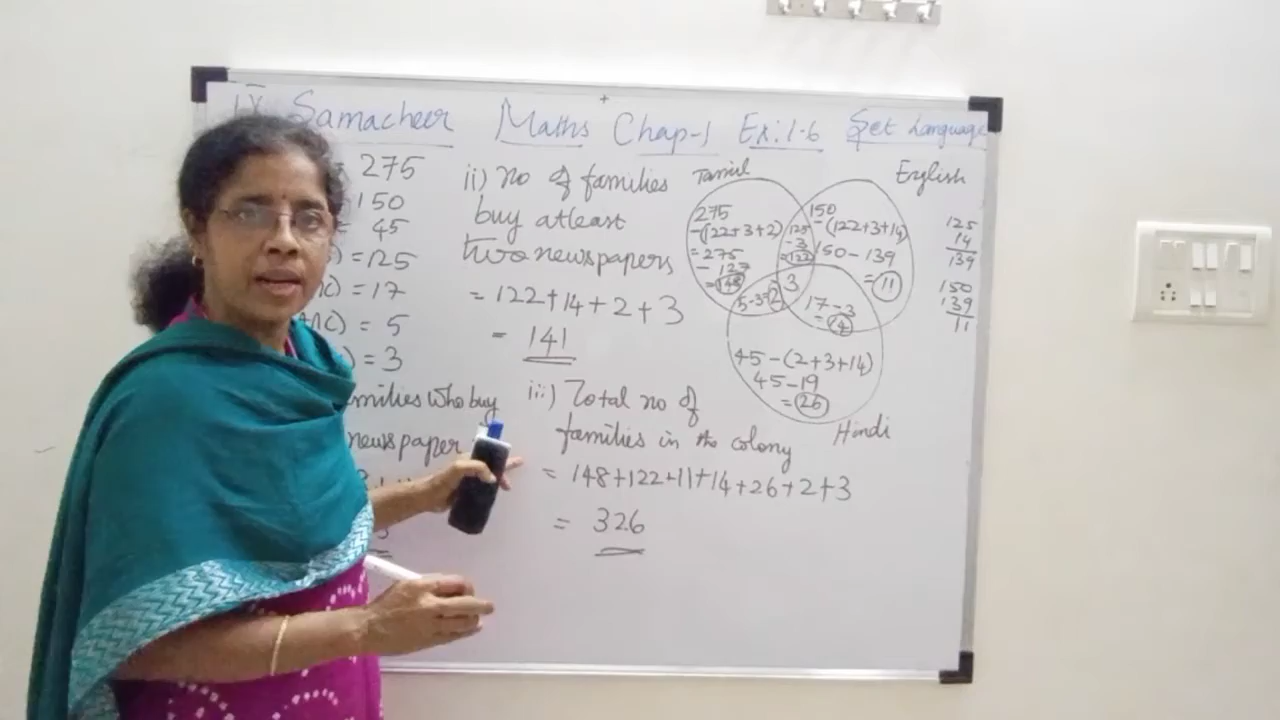 IX Samacheer Maths Chap-1 Ex:1.6 Set Language
275
150
= 45
) = 125
) = 17
∩C) = 5
) = 3
families who buy
newspaper
ii) No of families
buy atleast
two newspapers
= 122+14+2+3
= 141
iii) Total no of
families in the colony
= 148+122+11+14+26+2+3
= 326
Tamil
English
275
-(122+3+2)
= 275
- 127
= 148
125
- 3
= 122
150
-(122+3+14)
150 - 139
= 11
5-3=2
3
17-3
45-(2+3+14)
45-19
= 26
Hindi
125
14
139
150
139
11